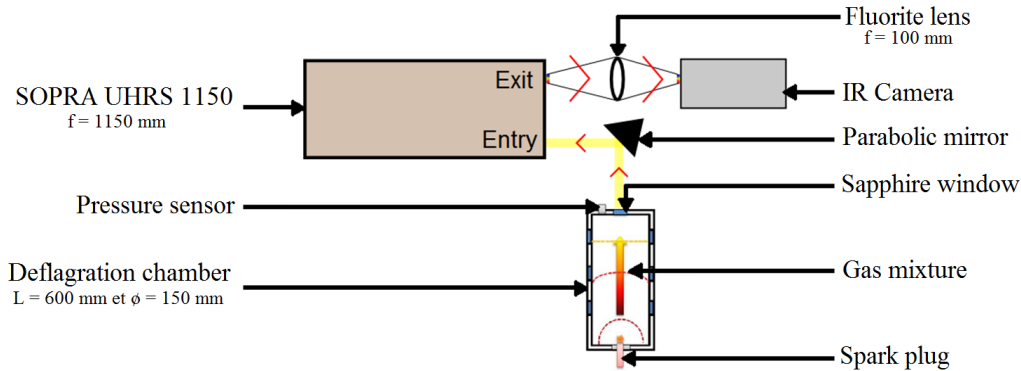 Fluorite lens
f = 100 mm
Exit
SOPRA UHRS 1150
f = 1150 mm
IR Camera
Entry
Parabolic mirror
Sapphire window
Pressure sensor
Deflagration chamber
L = 600 mm et ø = 150 mm
Gas mixture
Spark plug